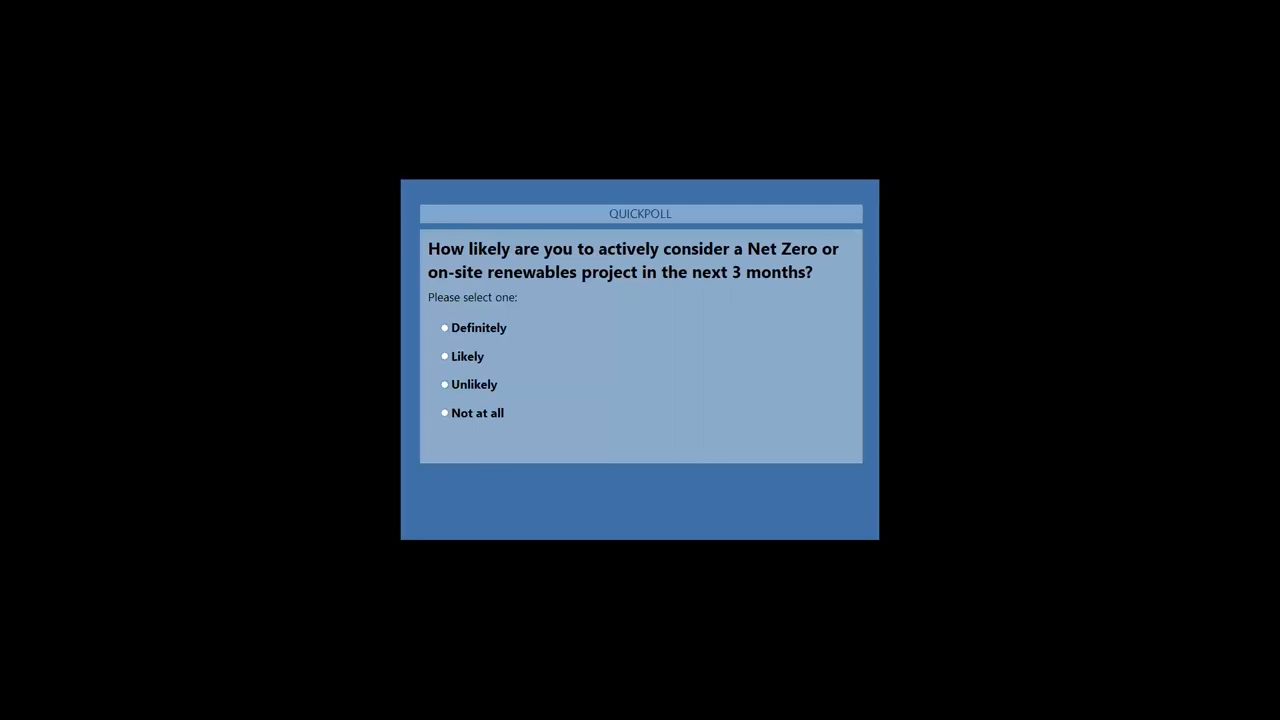 QUICKPOLL
How likely are you to actively consider a Net Zero or
on-site renewables project in the next 3 months?
Please select one:
Definitely
Likely
Unlikely
Not at all